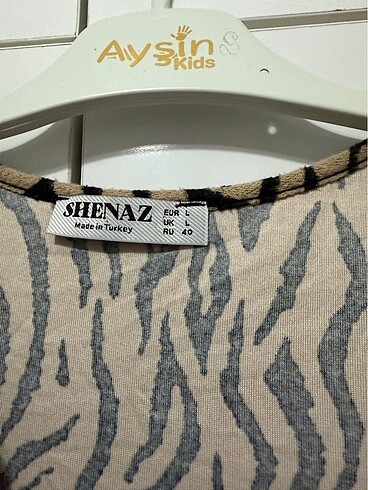 Aysin
Kids
SHENAZ
Made in Turkey
EUR L
UK L
RU 40